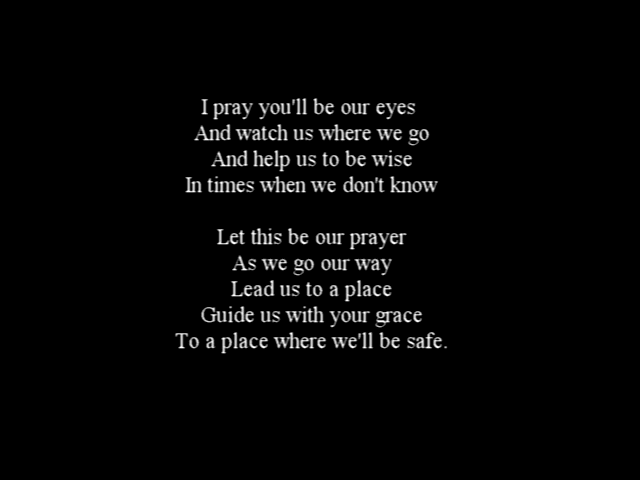 I pray you'll be our eyes
And watch us where we go
And help us to be wise
In times when we don't know
Let this be our prayer
As we go our way
Lead us to a place
Guide us with your grace
To a place where we'll be safe.